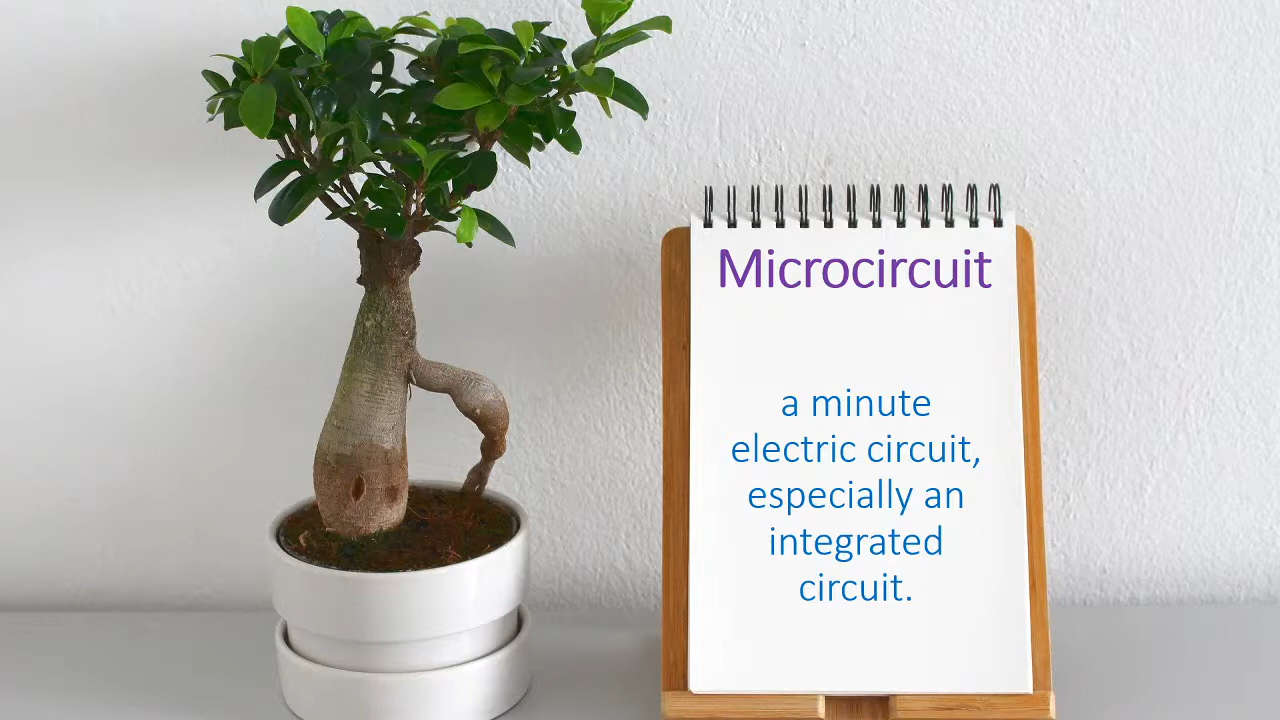 Microcircuit
a minute
electric circuit,
especially an
integrated
circuit.